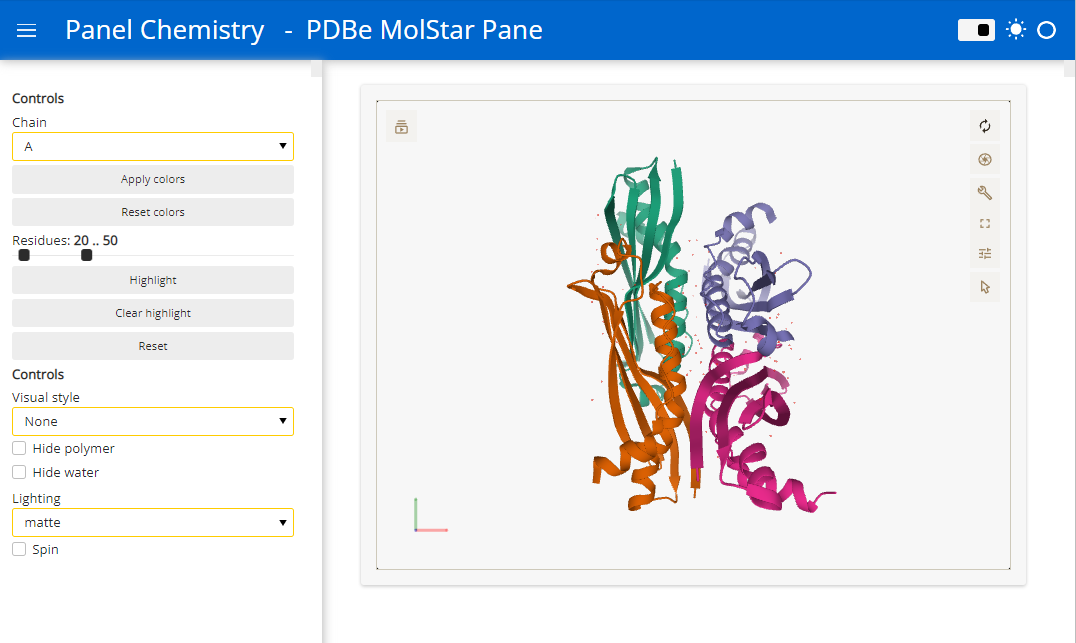 Panel Chemistry - PDBe MolStar Pane
Controls
Chain
A
Apply colors
Reset colors
Residues: 20 .. 50
Highlight
Clear highlight
Reset
Controls
Visual style
None
Hide polymer
Hide water
Lighting
matte
Spin